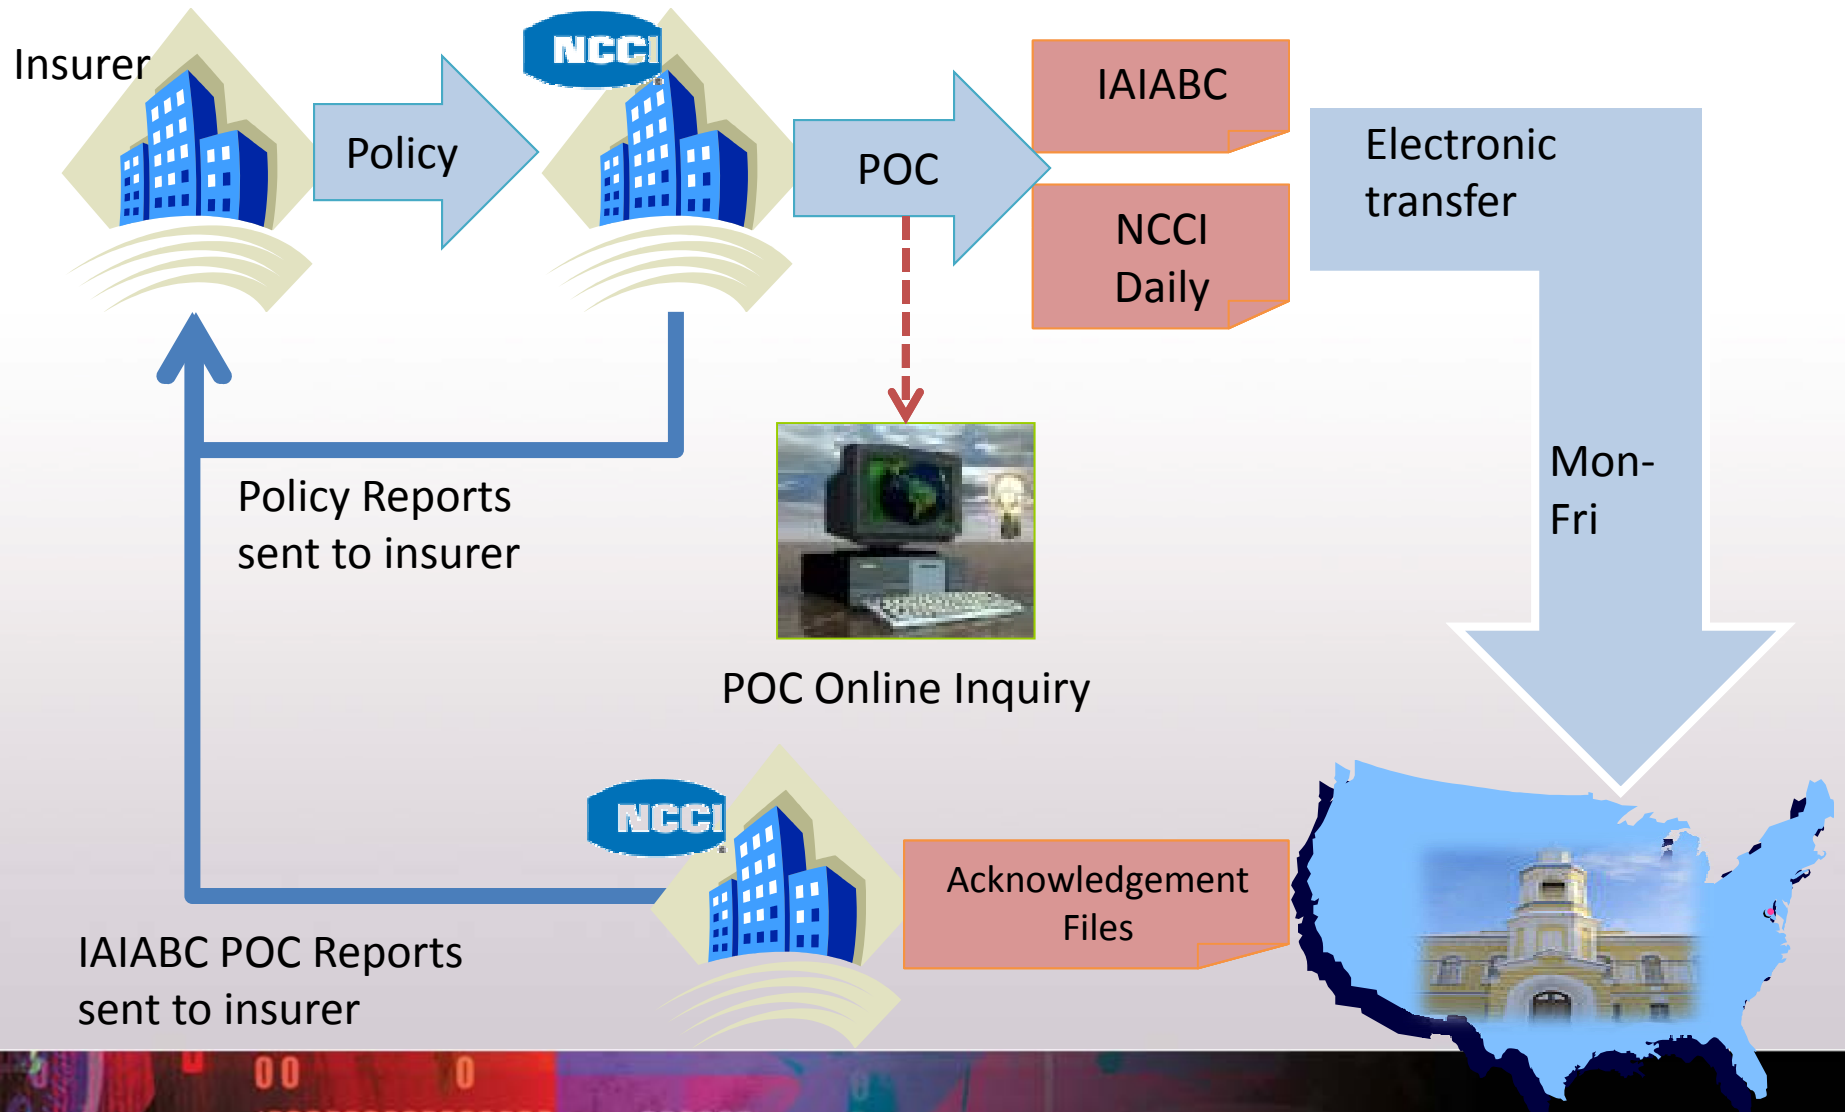 Insurer
NCCI
Policy
POC
IAIABC
NCCI
Daily
Electronic
transfer
Mon-
Fri
Policy Reports
sent to insurer
POC Online Inquiry
NCCI
Acknowledgement
Files
IAIABC POC Reports
sent to insurer
00
0
0